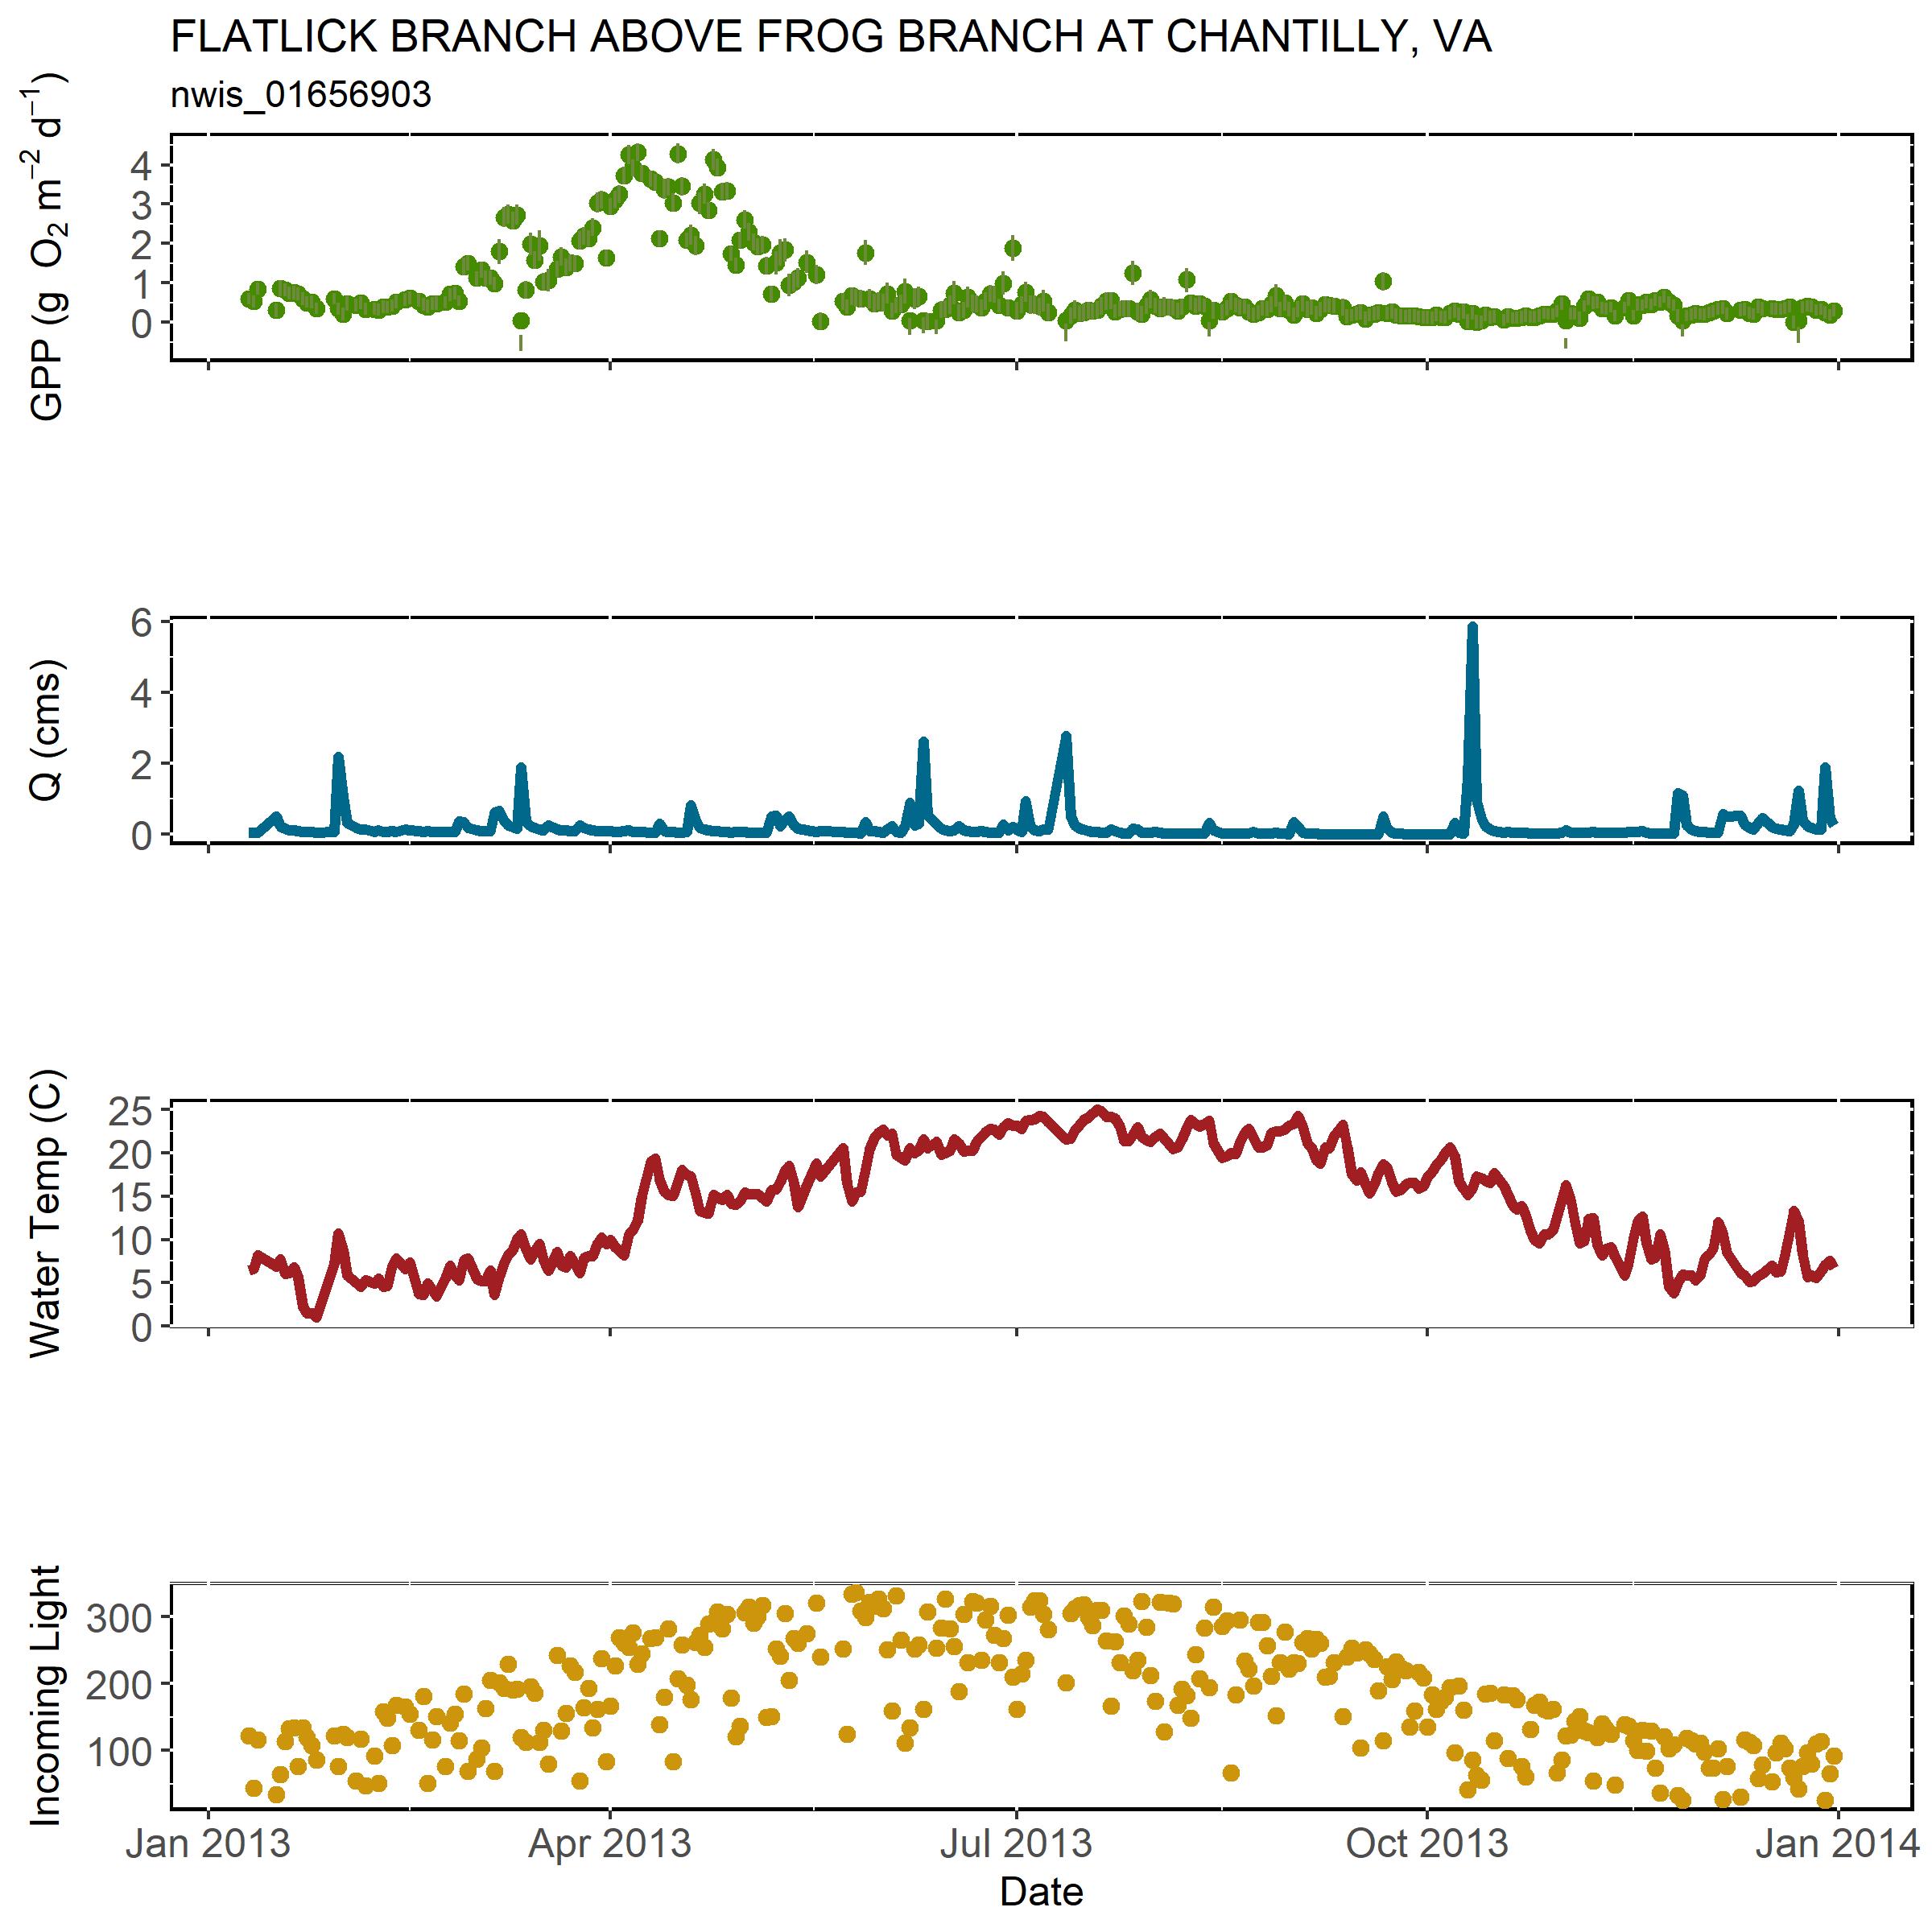 FLATLICK BRANCH ABOVE FROG BRANCH AT CHANTILLY, VA
nwis_01656903
GPP (g O₂ m⁻² d⁻¹)
4
3
2
1
0
Q (cms)
6
4
2
0
Water Temp (C)
25
20
15
10
5
0
Incoming Light
300
200
100
Jan 2013 Apr 2013 Jul 2013 Oct 2013 Jan 2014
Date